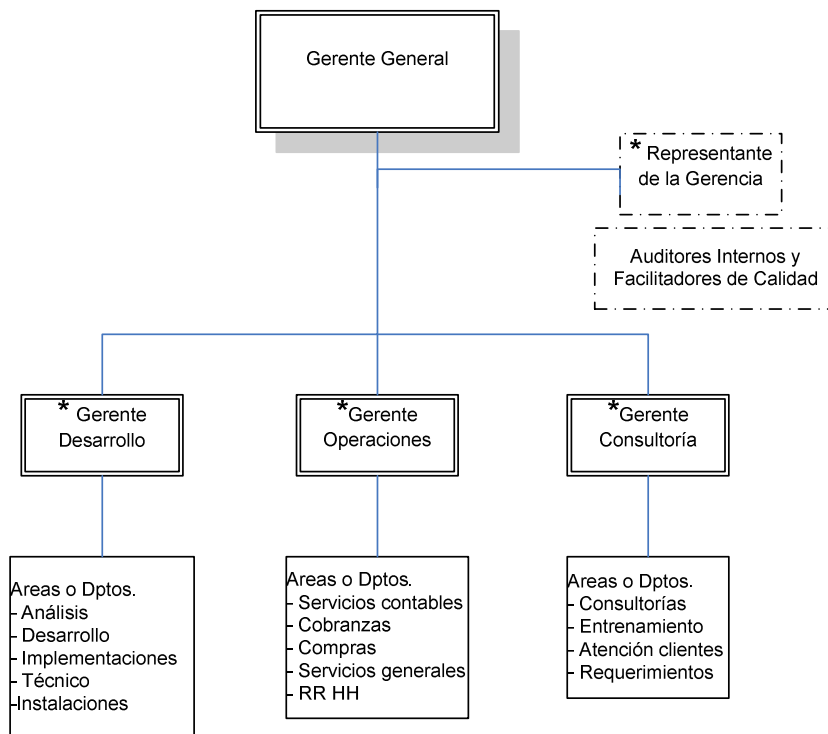 Gerente General
* Representante
de la Gerencia
Auditores Internos y
Facilitadores de Calidad
* Gerente
Desarrollo
*Gerente
Operaciones
*Gerente
Consultoría
Areas o Dptos.
- Análisis
- Desarrollo
- Implementaciones
- Técnico
-Instalaciones
Areas o Dptos.
- Servicios contables
- Cobranzas
- Compras
- Servicios generales
- RR HH
Areas o Dptos.
- Consultorías
- Entrenamiento
- Atención clientes
- Requerimientos